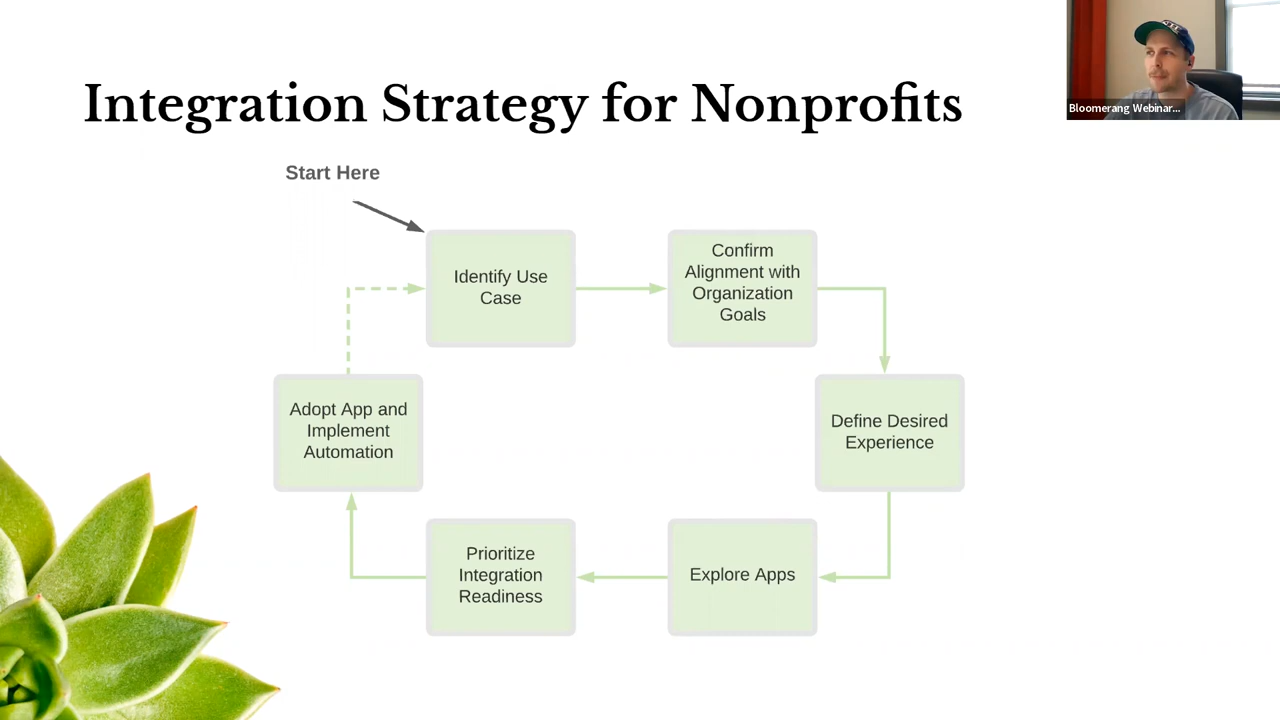 Integration Strategy for Nonprofits
Bloomerang Webinar...
Start Here
Identify Use
Case
Confirm
Alignment with
Organization
Goals
Define Desired
Experience
Explore Apps
Prioritize
Integration
Readiness
Adopt App and
Implement
Automation